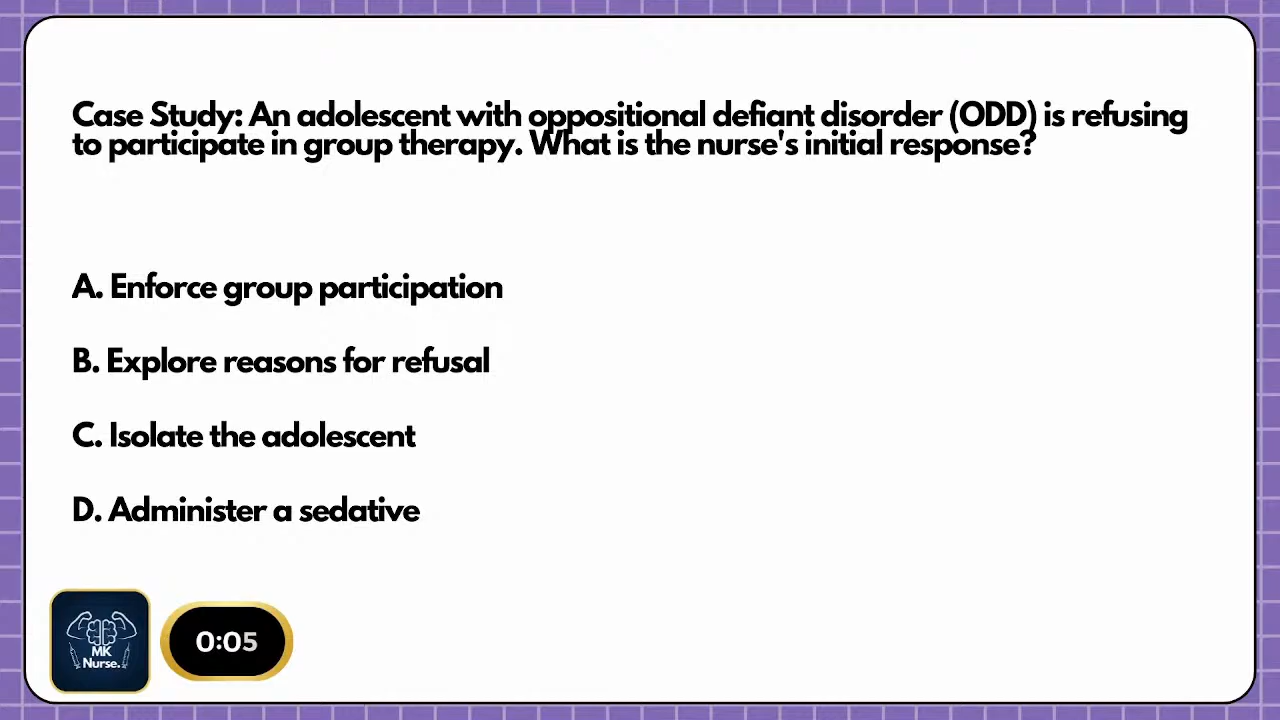 Case Study: An adolescent with oppositional defiant disorder (ODD) is refusing
to participate in group therapy. What is the nurse's initial response?
A. Enforce group participation
B. Explore reasons for refusal
C. Isolate the adolescent
D. Administer a sedative
MK
Nurse.
0:05